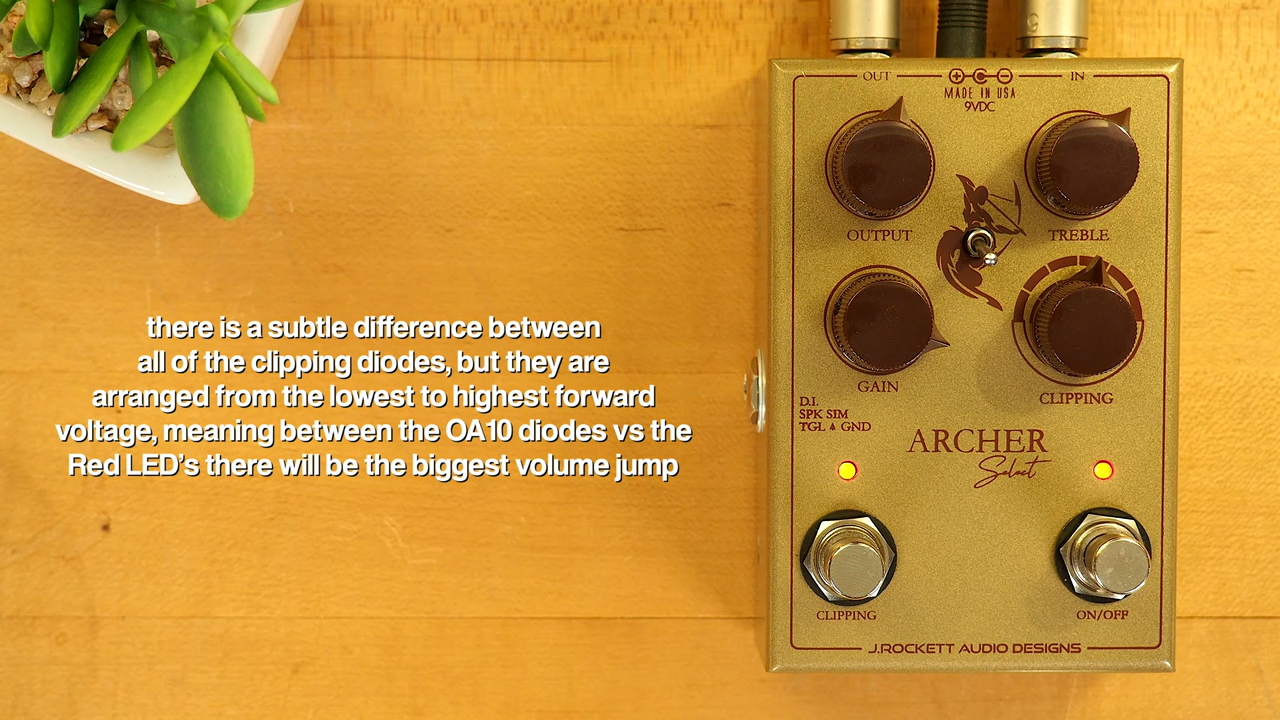 there is a subtle difference between
all of the clipping diodes, but they are
arranged from the lowest to highest forward
voltage, meaning between the OA10 diodes vs the
Red LED's there will be the biggest volume jump
OUT
IN
MADE IN USA
9VDC
OUTPUT
TREBLE
GAIN
CLIPPING
D.I.
SPK SIM
TGL GND
ARCHER
Select
CLIPPING
ON/OFF
J.ROCKETT AUDIO DESIGNS